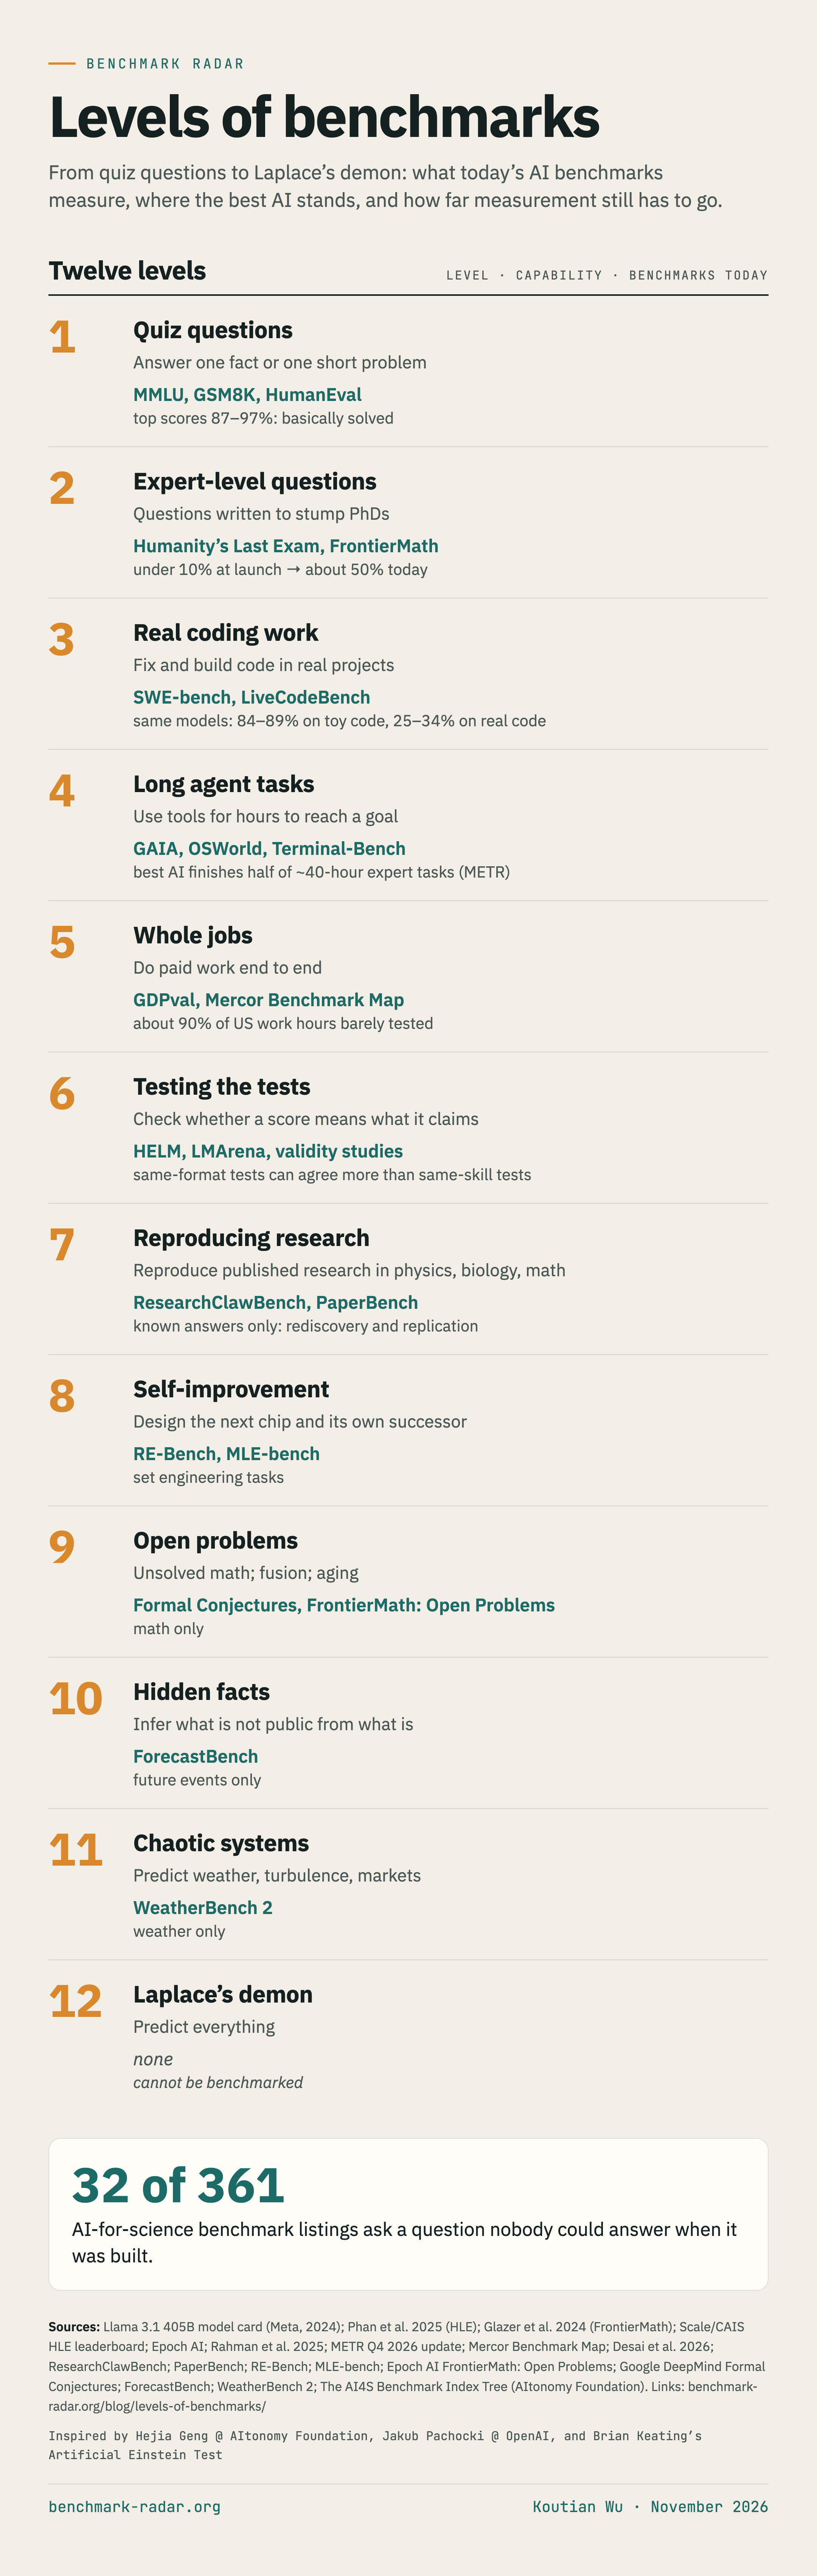 BENCHMARK RADAR
Levels of benchmarks
From quiz questions to Laplace’s demon: what today’s AI benchmarks
measure, where the best AI stands, and how far measurement still has to go.
Twelve levels
LEVEL · CAPABILITY · BENCHMARKS TODAY
1
Quiz questions
Answer one fact or one short problem
MMLU, GSM8K, HumanEval
top scores 87–97%: basically solved
2
Expert-level questions
Questions written to stump PhDs
Humanity’s Last Exam, FrontierMath
under 10% at launch → about 50% today
3
Real coding work
Fix and build code in real projects
SWE-bench, LiveCodeBench
same models: 84–89% on toy code, 25–34% on real code
4
Long agent tasks
Use tools for hours to reach a goal
GAIA, OSWorld, Terminal-Bench
best AI finishes half of ~40-hour expert tasks (METR)
5
Whole jobs
Do paid work end to end
GDPval, Mercor Benchmark Map
about 90% of US work hours barely tested
6
Testing the tests
Check whether a score means what it claims
HELM, LMArena, validity studies
same-format tests can agree more than same-skill tests
7
Reproducing research
Reproduce published research in physics, biology, math
ResearchClawBench, PaperBench
known answers only: rediscovery and replication
8
Self-improvement
Design the next chip and its own successor
RE-Bench, MLE-bench
set engineering tasks
9
Open problems
Unsolved math; fusion; aging
Formal Conjectures, FrontierMath: Open Problems
math only
10
Hidden facts
Infer what is not public from what is
ForecastBench
future events only
11
Chaotic systems
Predict weather, turbulence, markets
WeatherBench 2
weather only
12
Laplace’s demon
Predict everything
none
cannot be benchmarked
32 of 361
AI-for-science benchmark listings ask a question nobody could answer when it
was built.
Sources: Llama 3.1 405B model card (Meta, 2024); Phan et al. 2025 (HLE); Glazer et al. 2024 (FrontierMath); Scale/CAIS
HLE leaderboard; Epoch AI; Rahman et al. 2025; METR Q4 2026 update; Mercor Benchmark Map; Desai et al. 2026;
ResearchClawBench; PaperBench; RE-Bench; MLE-bench; Epoch AI FrontierMath: Open Problems; Google DeepMind Formal
Conjectures; ForecastBench; WeatherBench 2; The AI4S Benchmark Index Tree (AItonomy Foundation). Links: benchmark-
radar.org/blog/levels-of-benchmarks/
Inspired by Hejia Geng @ AItonomy Foundation, Jakub Pachocki @ OpenAI, and Brian Keating’s
Artificial Einstein Test
benchmark-radar.org
Koutian Wu · November 2026